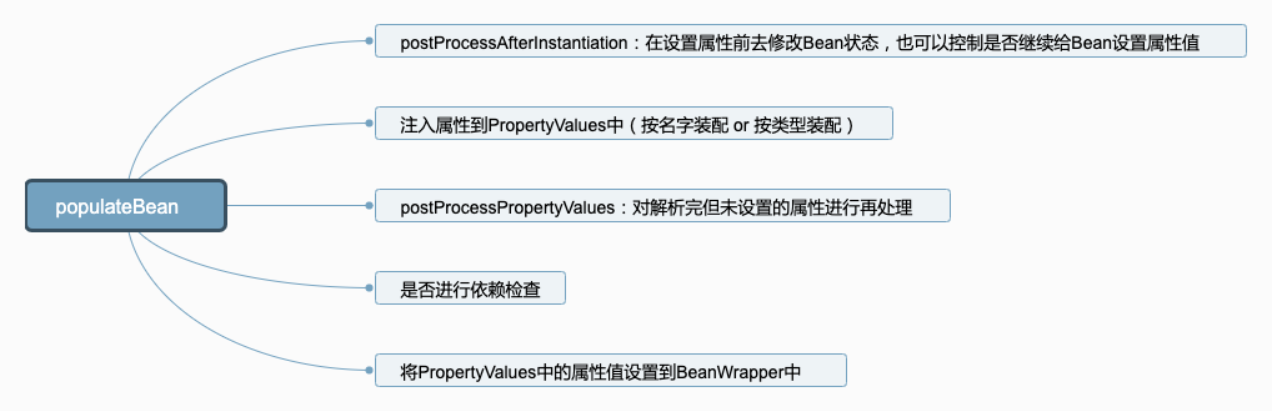 postProcessAfterInstantiation：在设置属性前去修改Bean状态，也可以控制是否继续给Bean设置属性值
注入属性到PropertyValues中（按名字装配 or 按类型装配）
populateBean
postProcessPropertyValues：对解析完但未设置的属性进行再处理
是否进行依赖检查
将PropertyValues中的属性值设置到BeanWrapper中